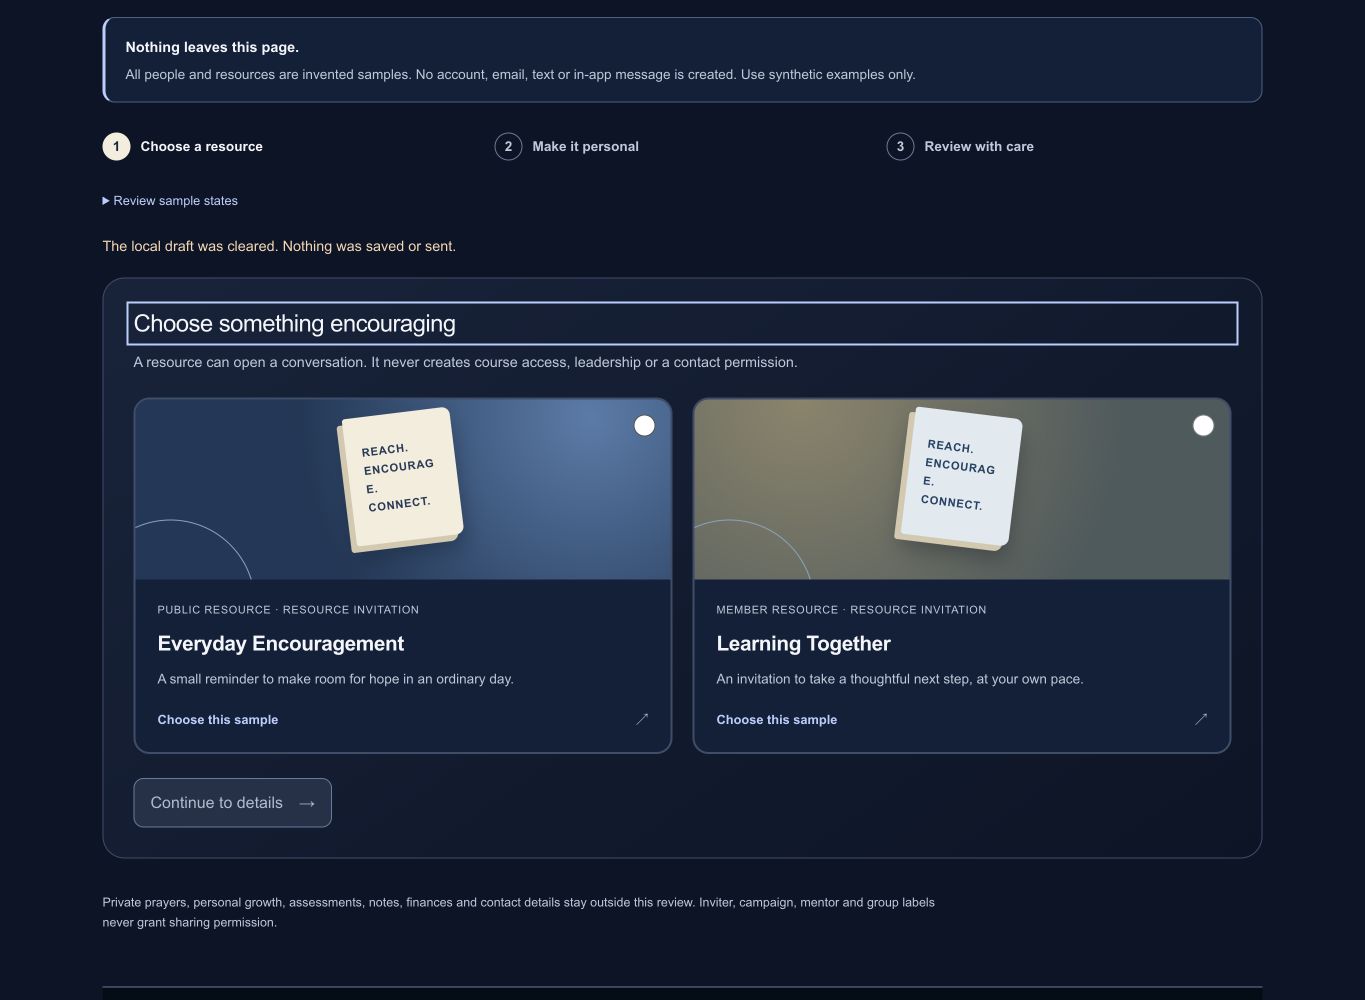 Nothing leaves this page.
All people and resources are invented samples. No account, email, text or in-app message is created. Use synthetic examples only.
1 Choose a resource
2 Make it personal
3 Review with care
Review sample states
The local draft was cleared. Nothing was saved or sent.
Choose something encouraging
A resource can open a conversation. It never creates course access, leadership or a contact permission.
REACH.
ENCOURAG
E.
CONNECT.
PUBLIC RESOURCE · RESOURCE INVITATION
Everyday Encouragement
A small reminder to make room for hope in an ordinary day.
Choose this sample
REACH.
ENCOURAG
E.
CONNECT.
MEMBER RESOURCE · RESOURCE INVITATION
Learning Together
An invitation to take a thoughtful next step, at your own pace.
Choose this sample
Continue to details →
Private prayers, personal growth, assessments, notes, finances and contact details stay outside this review. Inviter, campaign, mentor and group labels
never grant sharing permission.